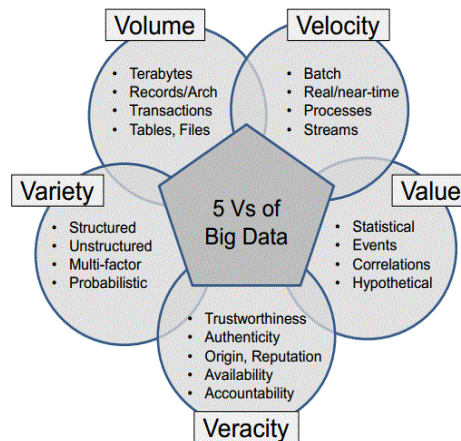 Volume
• Terabytes
• Records/Arch
• Transactions
• Tables, Files
Velocity
• Batch
• Real/near-time
• Processes
• Streams
Variety
• Structured
• Unstructured
• Multi-factor
• Probabilistic
5 Vs of
Big Data
Value
• Statistical
• Events
• Correlations
• Hypothetical
• Trustworthiness
• Authenticity
• Origin, Reputation
• Availability
• Accountability
Veracity